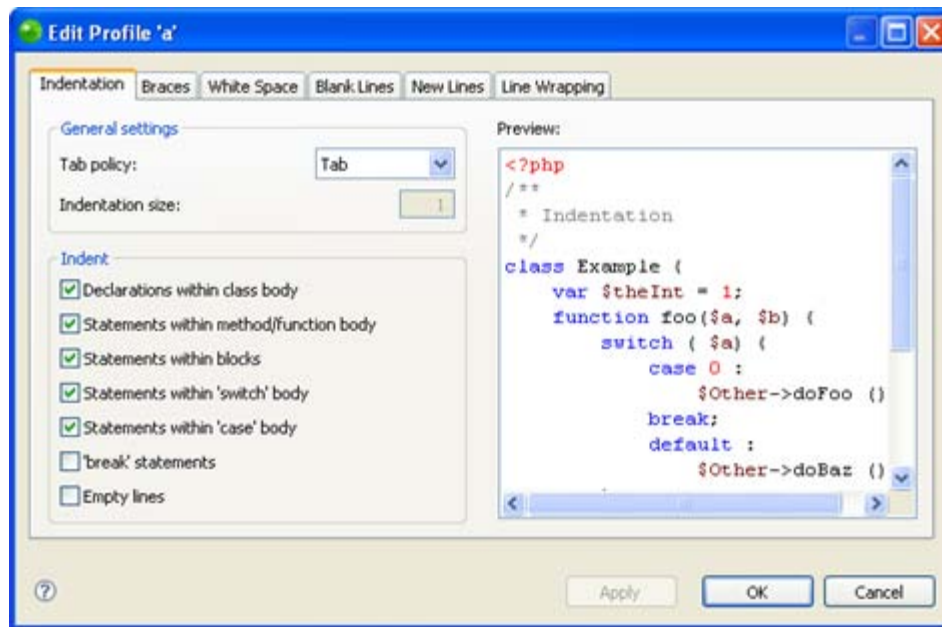 Edit Profile 'a'
Indentation Braces White Space Blank Lines New Lines Line Wrapping
General settings
Tab policy: Tab
Indentation size: 1
Indent
Declarations within class body
Statements within method/function body
Statements within blocks
Statements within 'switch' body
Statements within 'case' body
'break' statements
Empty lines
Preview:
<?php
/**
 * Indentation
 */
class Example {
    var $theInt = 1;
    function foo($a, $b) {
        switch ( $a) {
            case 0 :
                $Other->doFoo ()
            break;
            default :
                $Other->doBaz ()
Apply OK Cancel